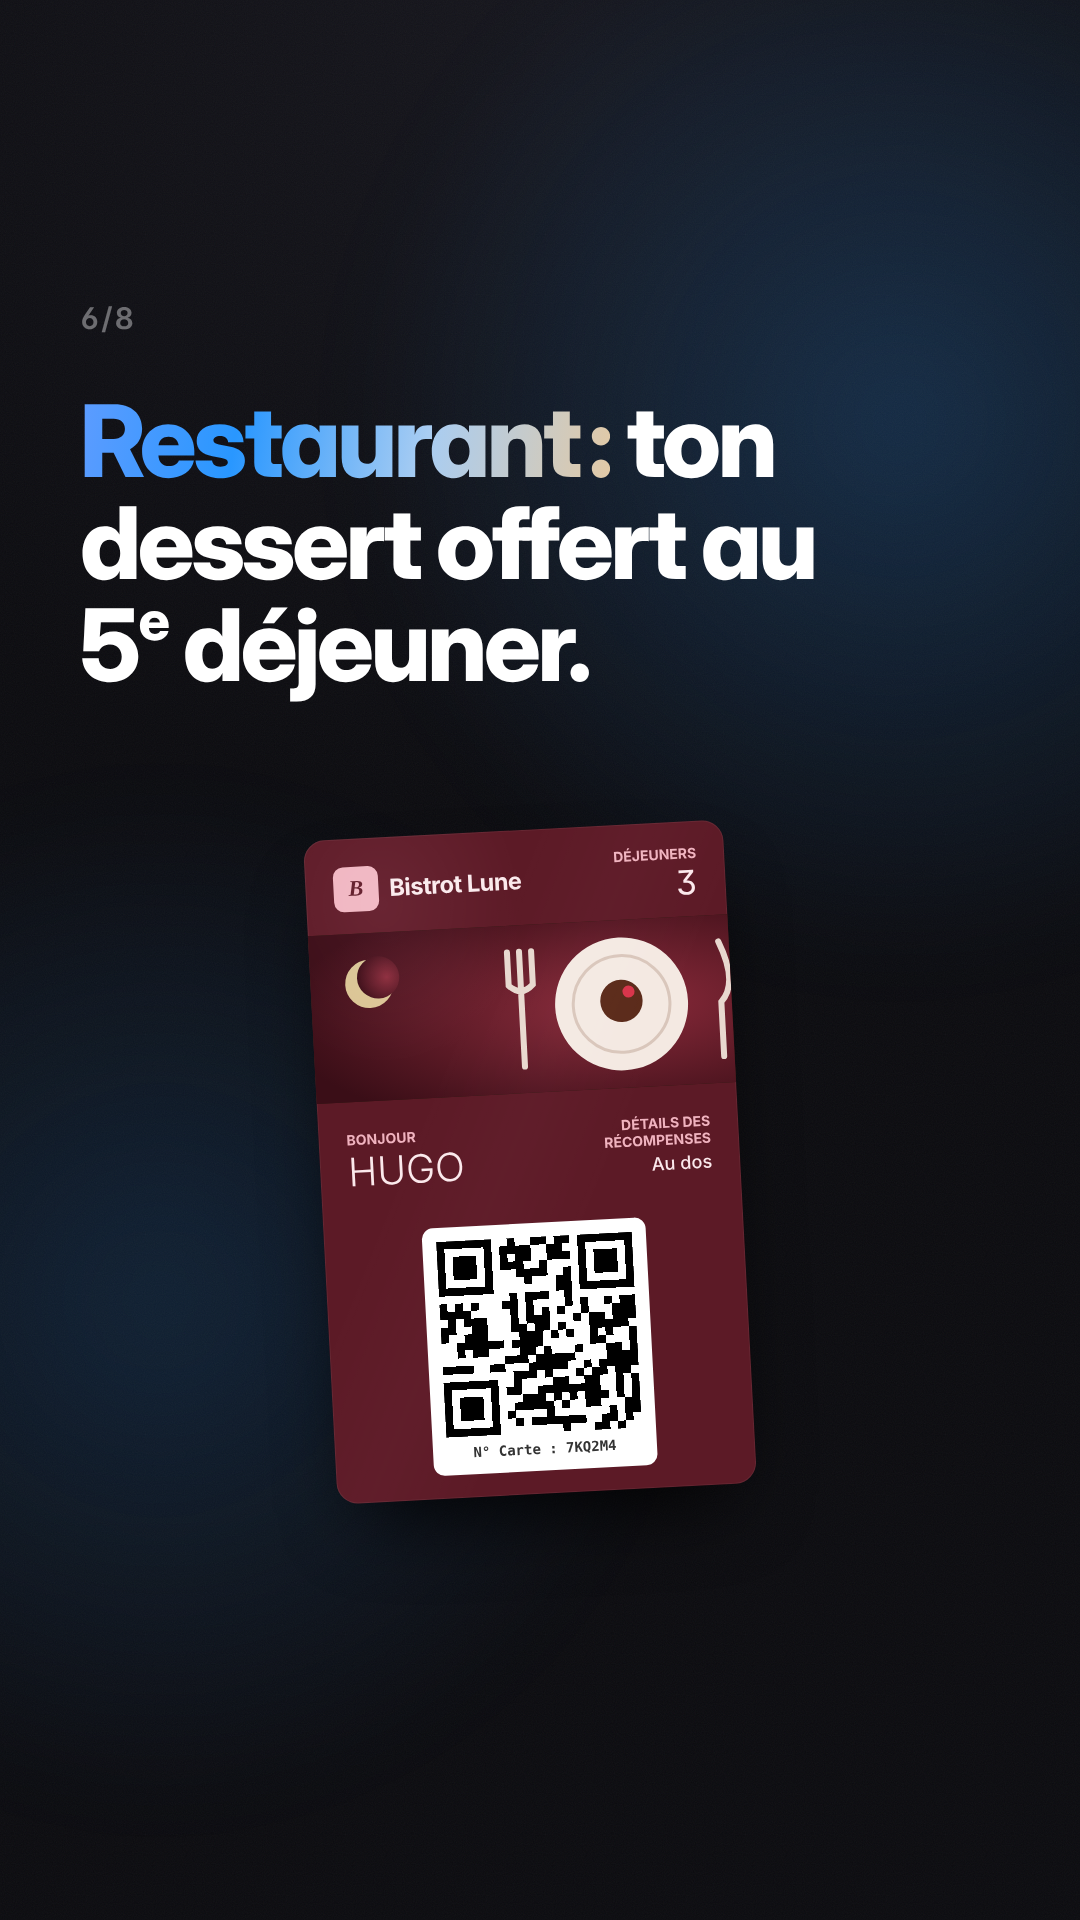 6/8
Restaurant : ton
dessert offert au
5e déjeuner.
DÉJEUNERS
3
B
Bistrot Lune
BONJOUR
HUGO
DÉTAILS DES
RÉCOMPENSES
Au dos
N° Carte : 7KQ2M4